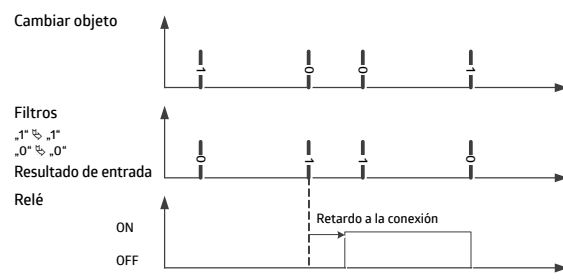 Cambiar objeto
1 0 0 1
Filtros
„1“ ⮱ „1“
„0“ ⮱ „0“
Resultado de entrada
0 1 1 0
Relé
Retardo a la conexión
ON
OFF